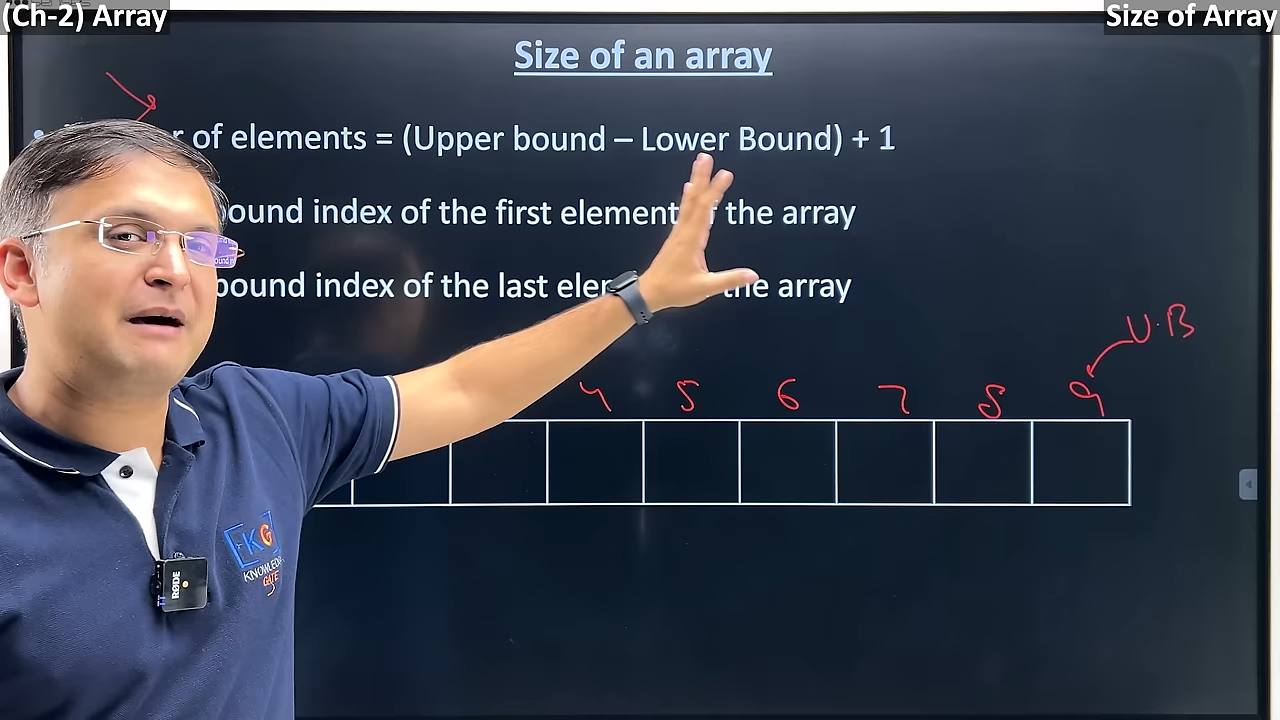 (Ch-2) Array
Size of Array
Size of an array
of elements = (Upper bound – Lower Bound) + 1
bound index of the first element the array
bound index of the last the array
U.B
4 5 6 7 8 9
KG
KNOWLEDGE
GATE
RØDE